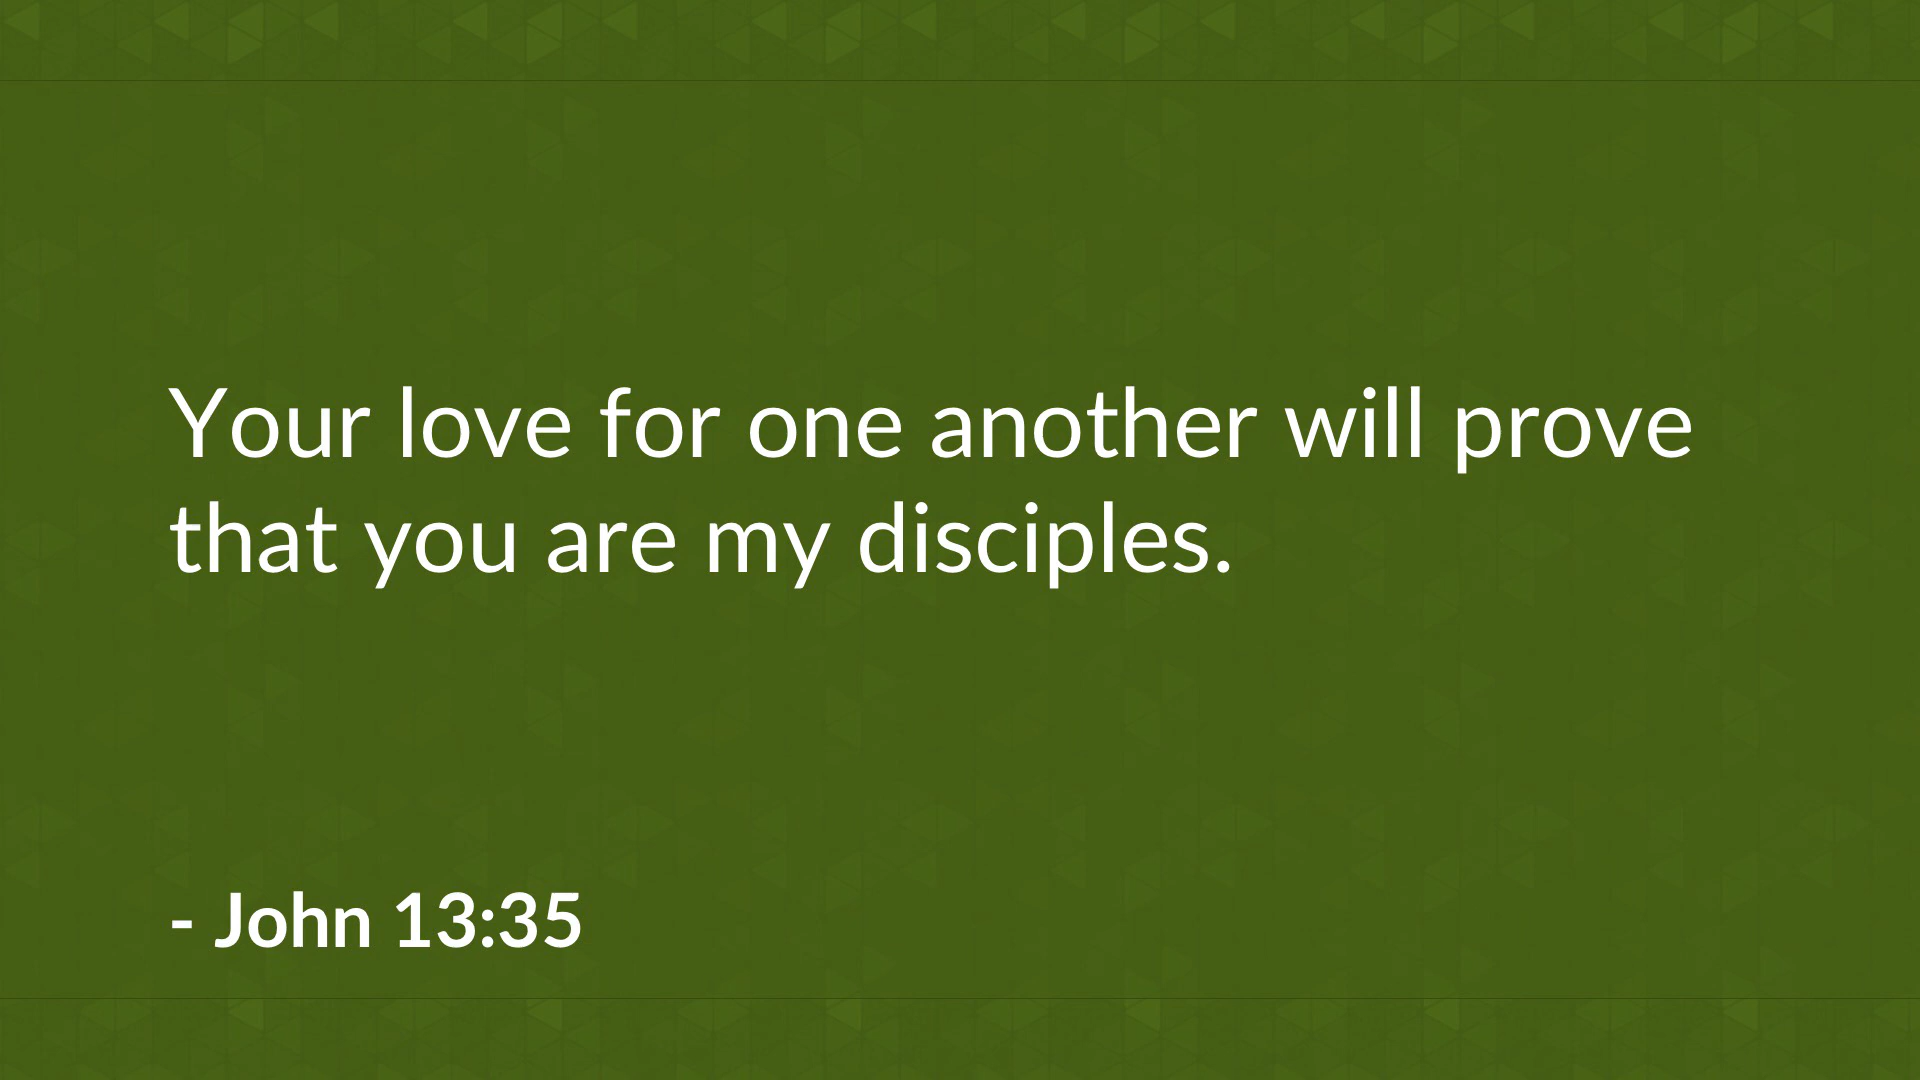 Your love for one another will prove
that you are my disciples.
- John 13:35